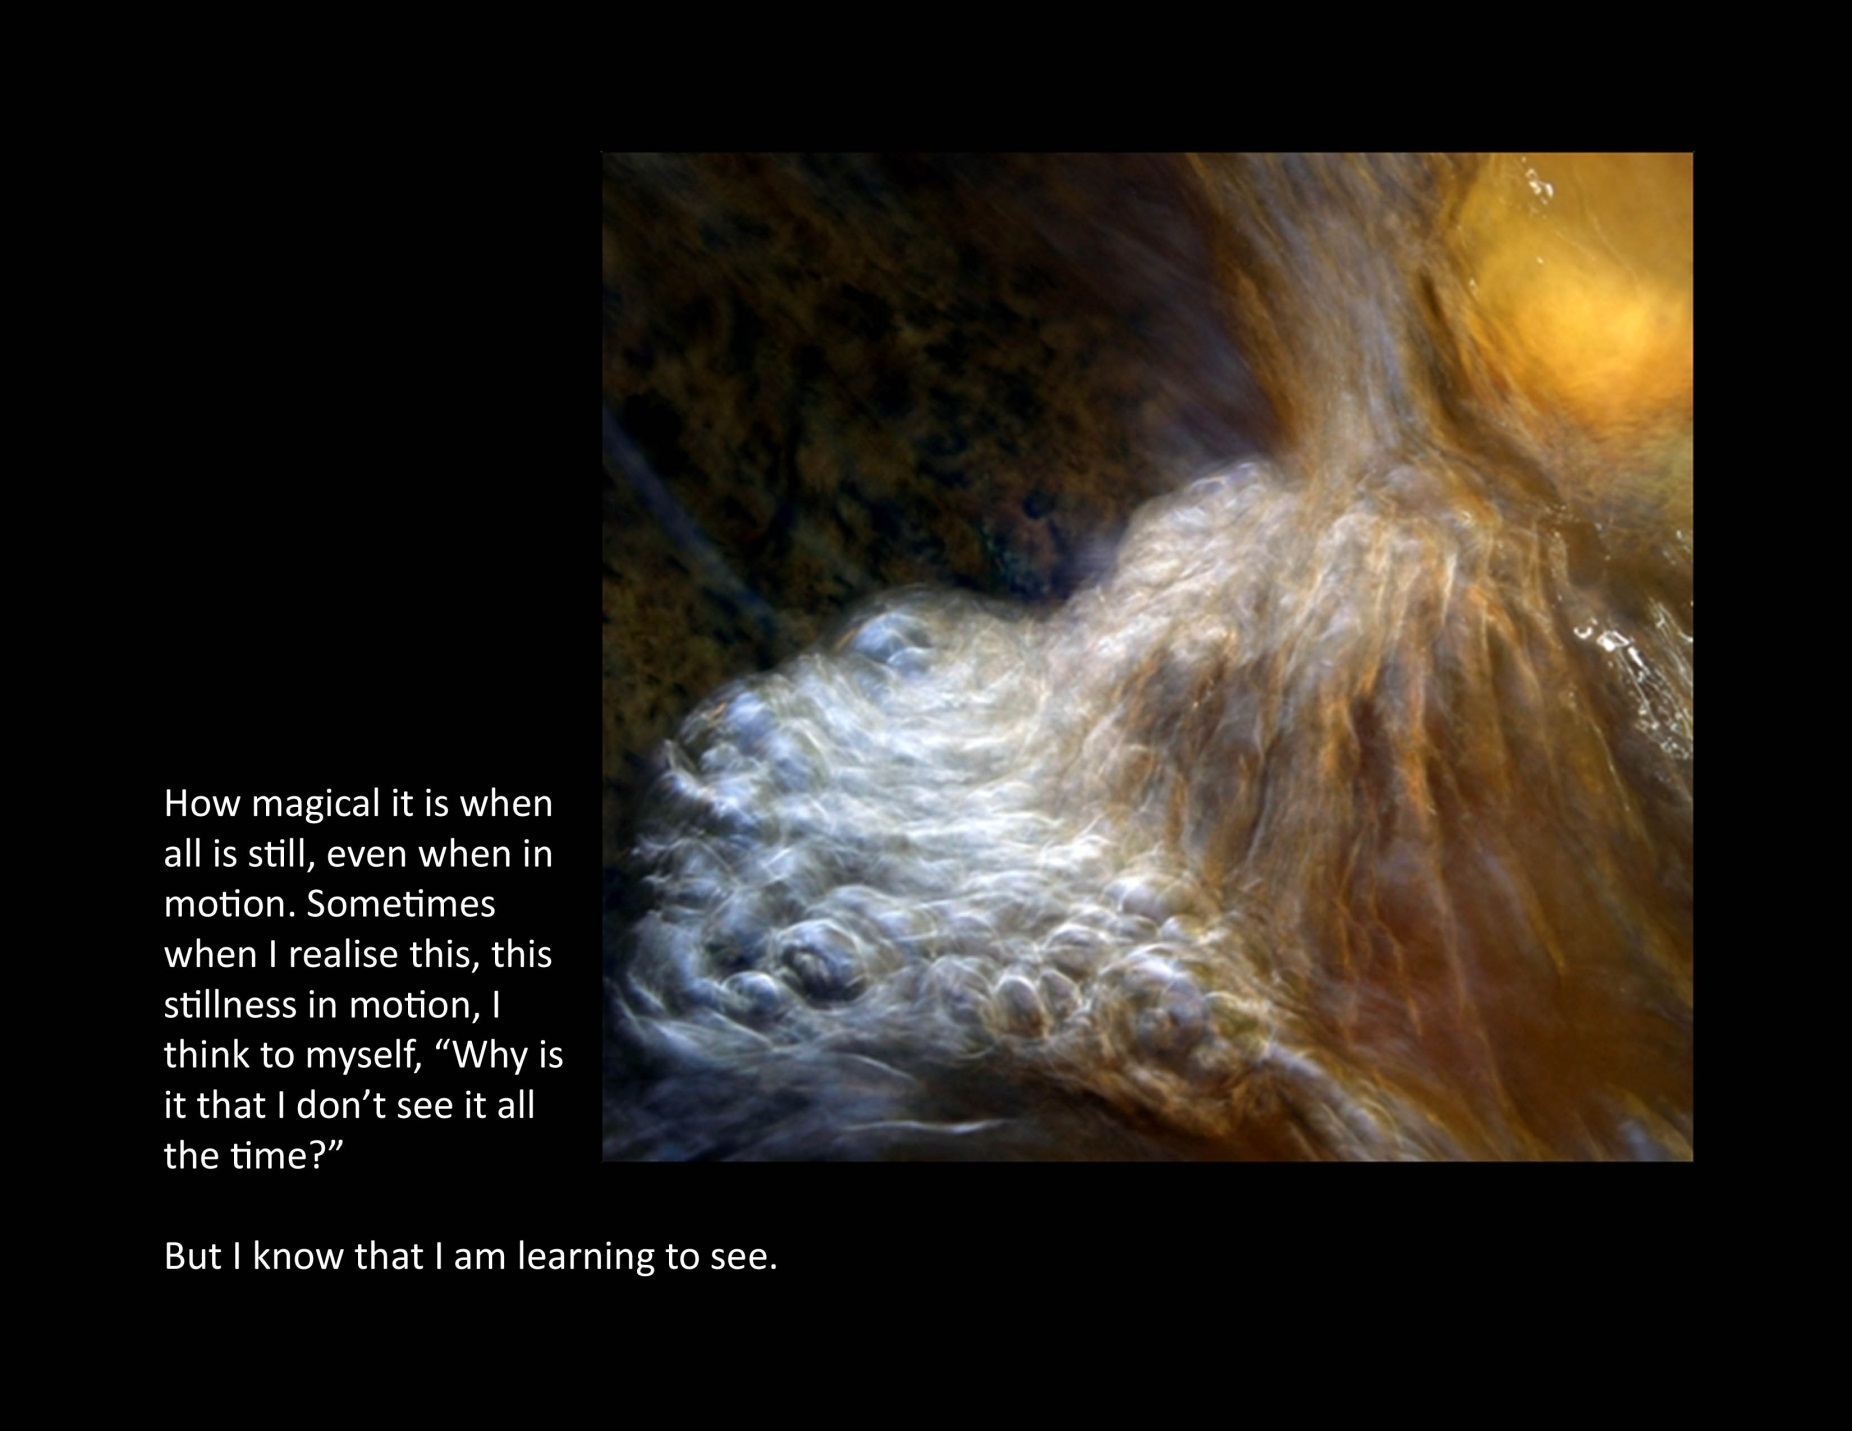 How magical it is when
all is still, even when in
motion. Sometimes
when I realise this, this
stillness in motion, I
think to myself, “Why is
it that I don’t see it all
the time?”
But I know that I am learning to see.